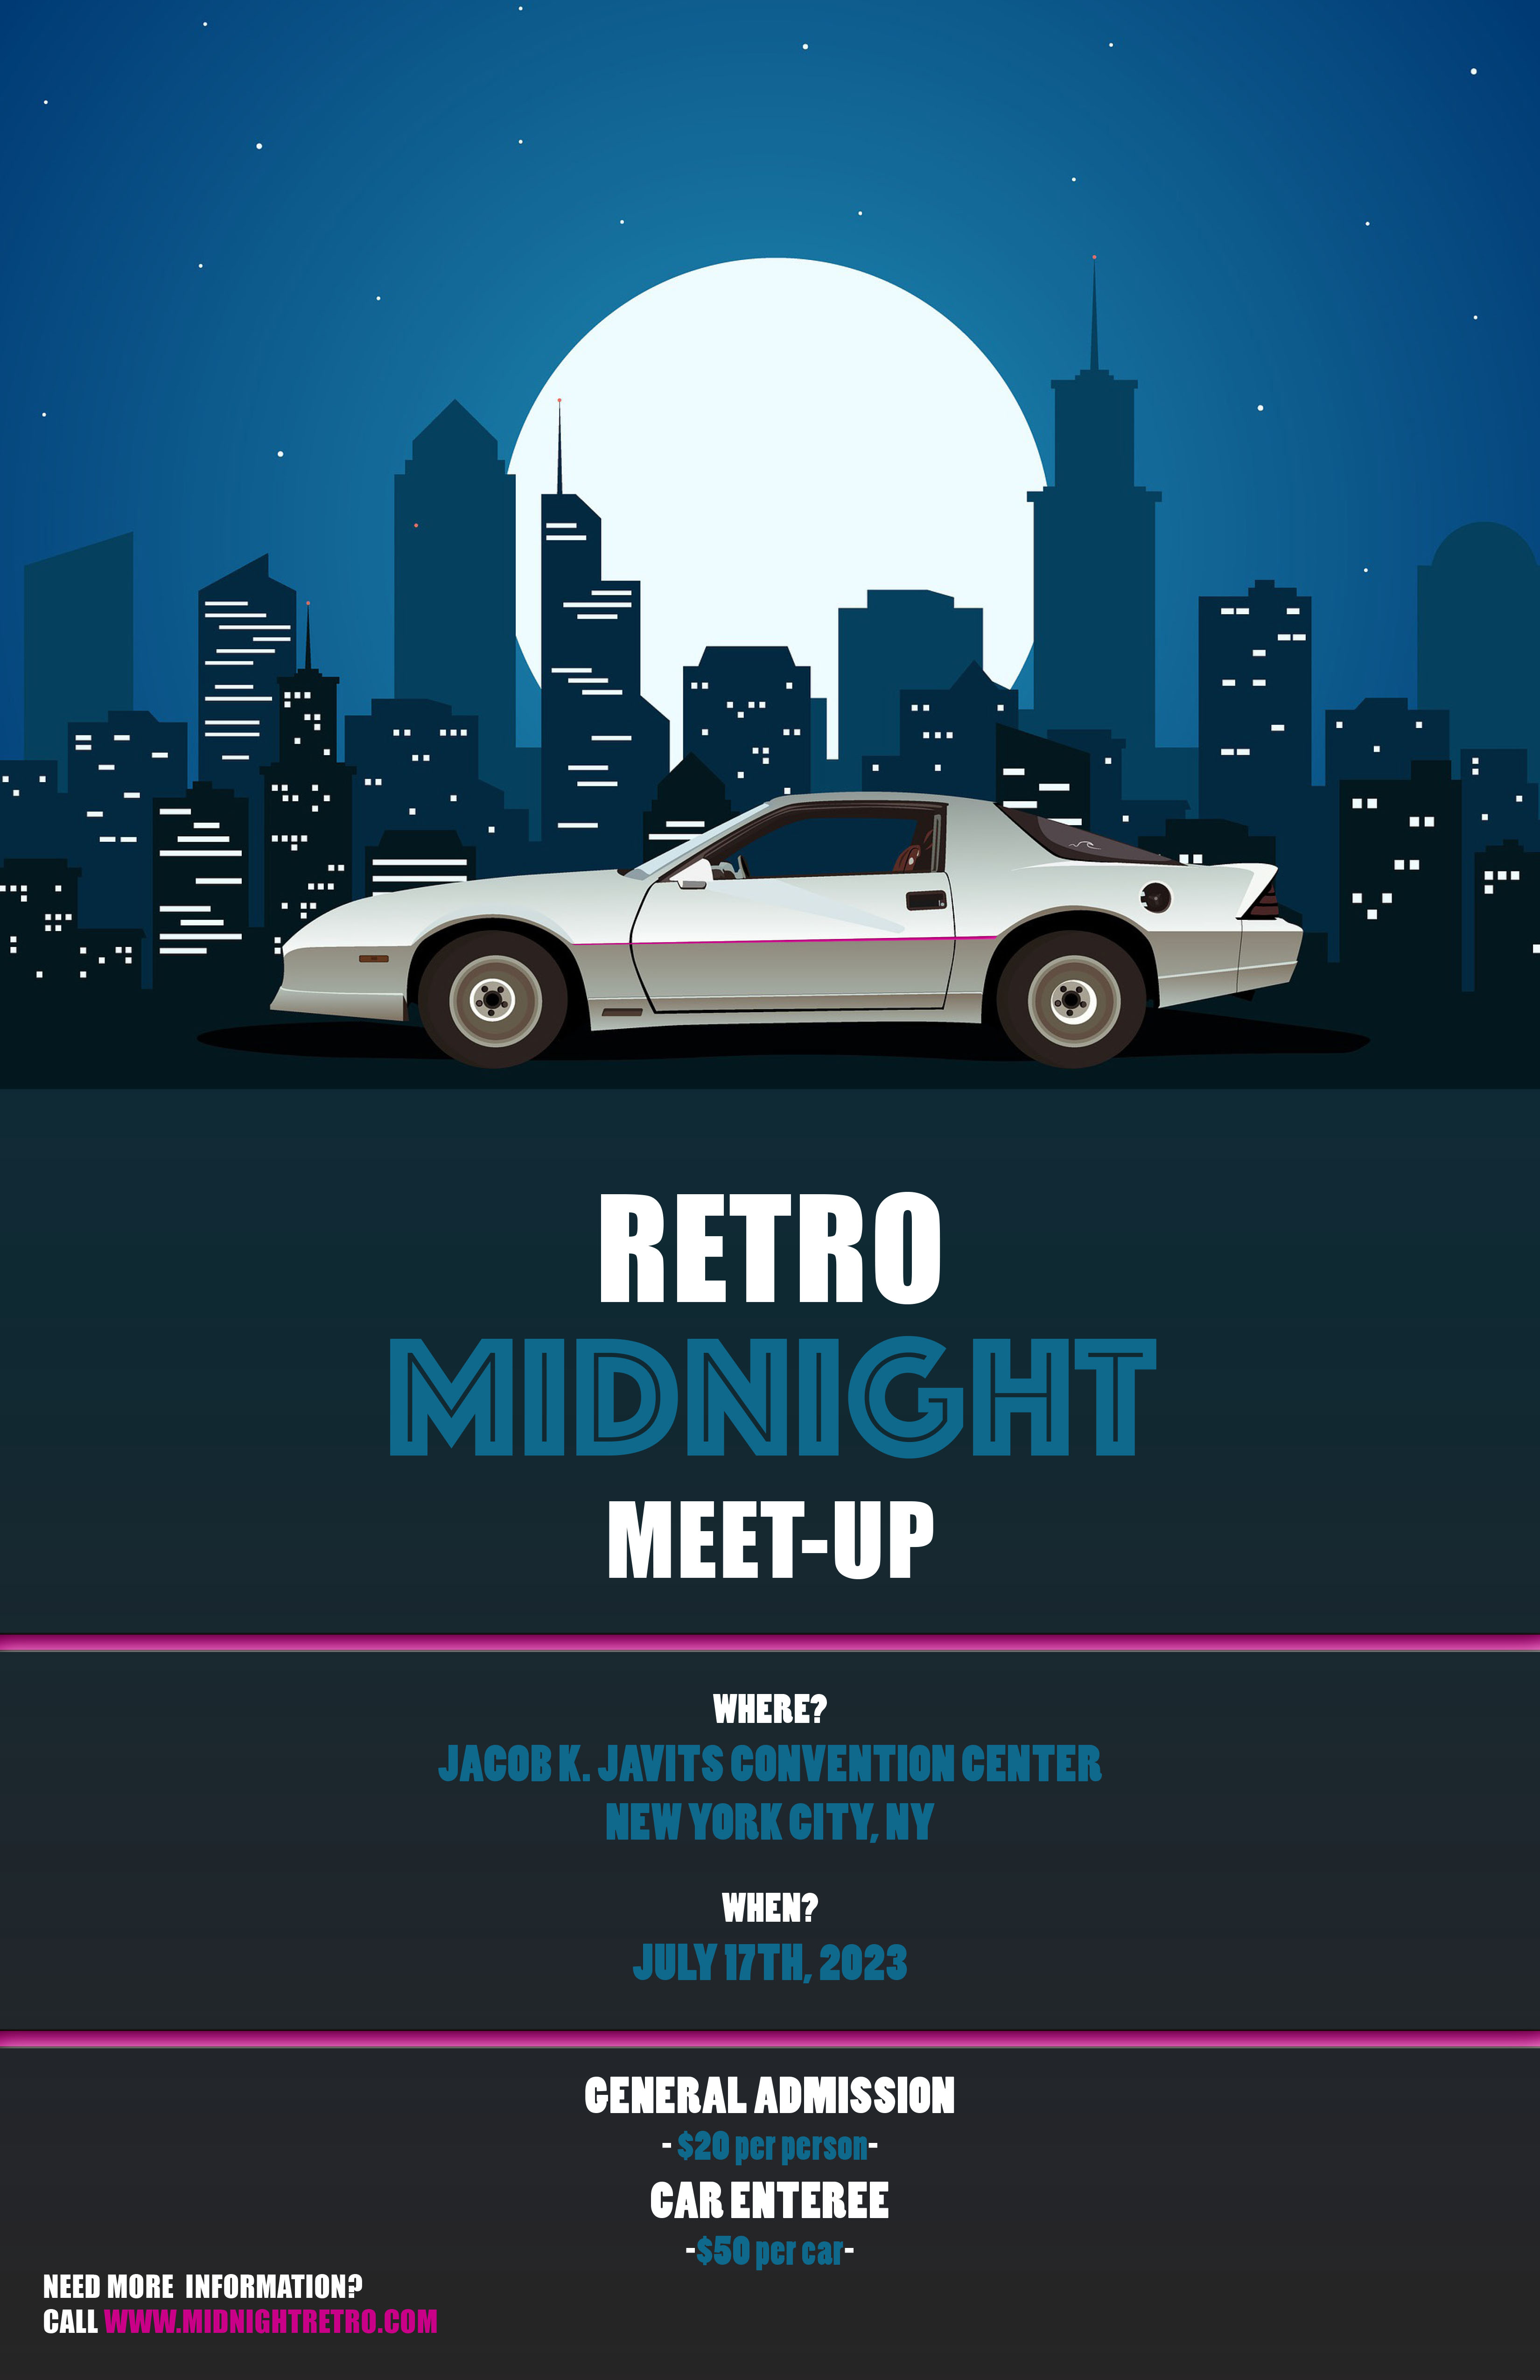 RETRO
MIDNIGHT
MEET-UP
WHERE?
JACOB K. JAVITS CONVENTION CENTER
NEW YORK CITY, NY
WHEN?
JULY 17TH, 2023
GENERAL ADMISSION
- $20 per person-
CAR ENTEREE
-$50 per car-
NEED MORE INFORMATION?
CALL WWW.MIDNIGHTRETRO.COM